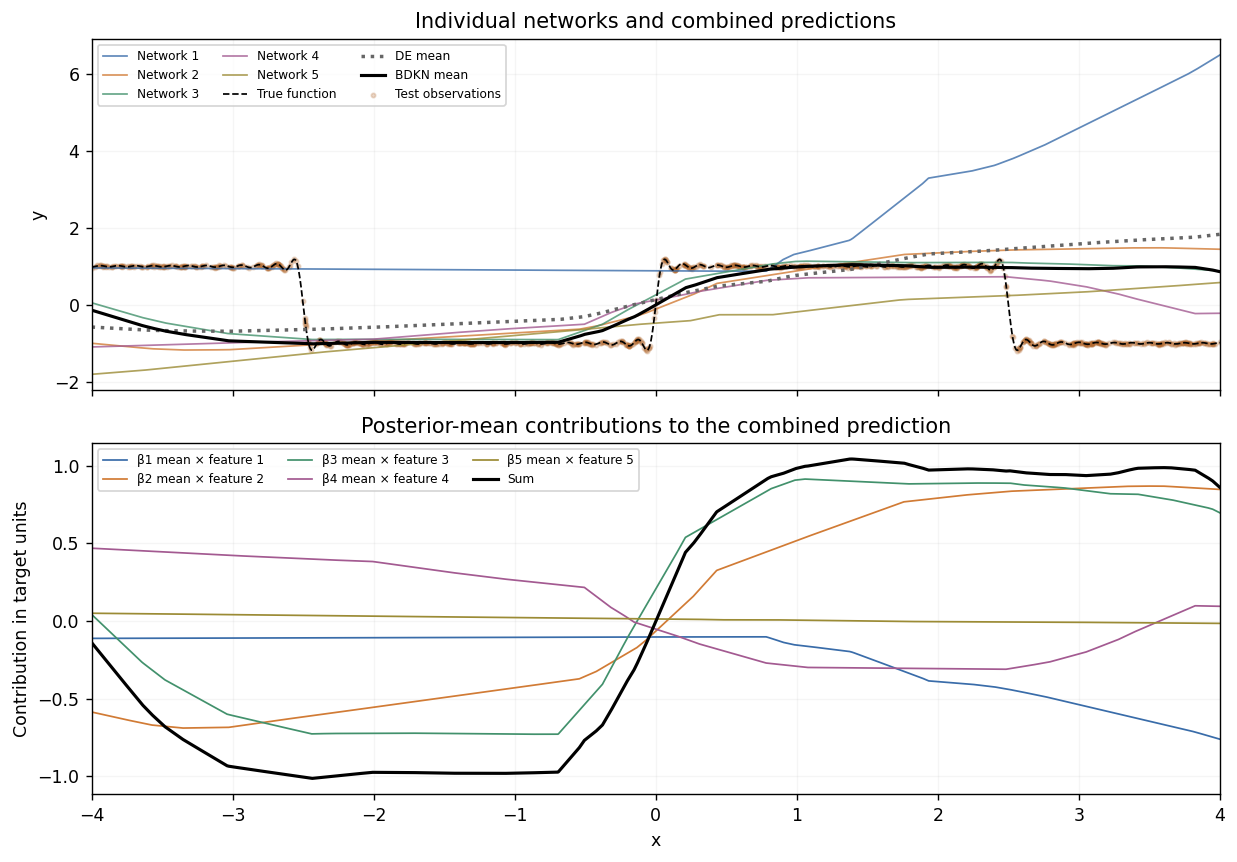 Individual networks and combined predictions
Network 1
Network 2
Network 3
Network 4
Network 5
True function
DE mean
BDKN mean
Test observations
6
4
2
0
−2
y
Posterior-mean contributions to the combined prediction
β1 mean × feature 1
β2 mean × feature 2
β3 mean × feature 3
β4 mean × feature 4
β5 mean × feature 5
Sum
1.0
0.5
0.0
−0.5
−1.0
Contribution in target units
−4 −3 −2 −1 0 1 2 3 4
x